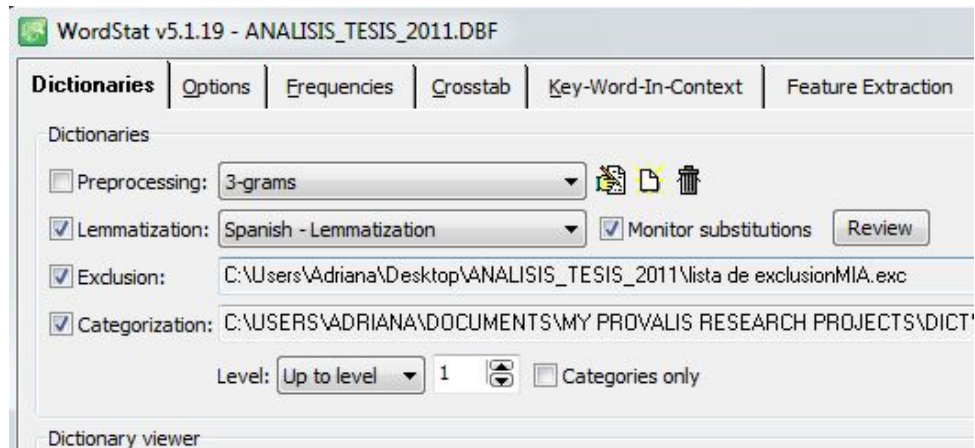 WordStat v5.1.19 - ANALISIS_TESIS_2011.DBF
Dictionaries Options Frequencies Crosstab Key-Word-In-Context Feature Extraction
Dictionaries
Preprocessing: 3-grams
Lemmatization: Spanish - Lemmatization Monitor substitutions Review
Exclusion: C:\Users\Adriana\Desktop\ANALISIS_TESIS_2011\lista de exclusionMIA.exc
Categorization: C:\USERS\ADRIANA\DOCUMENTS\MY PROVALIS RESEARCH PROJECTS\DICT
Level: Up to level 1 Categories only
Dictionary viewer